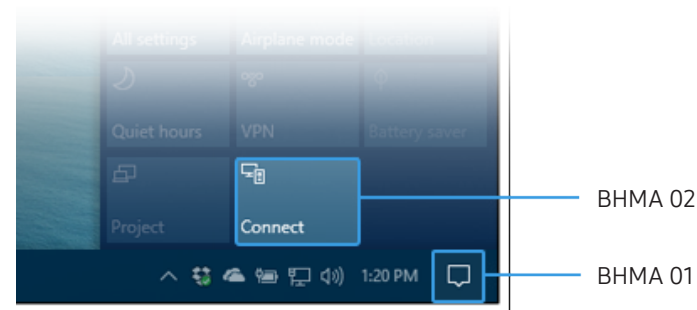 All settings Airplane mode Location
Quiet hours VPN Battery saver
Project Connect
BHMA 02
1:20 PM
BHMA 01